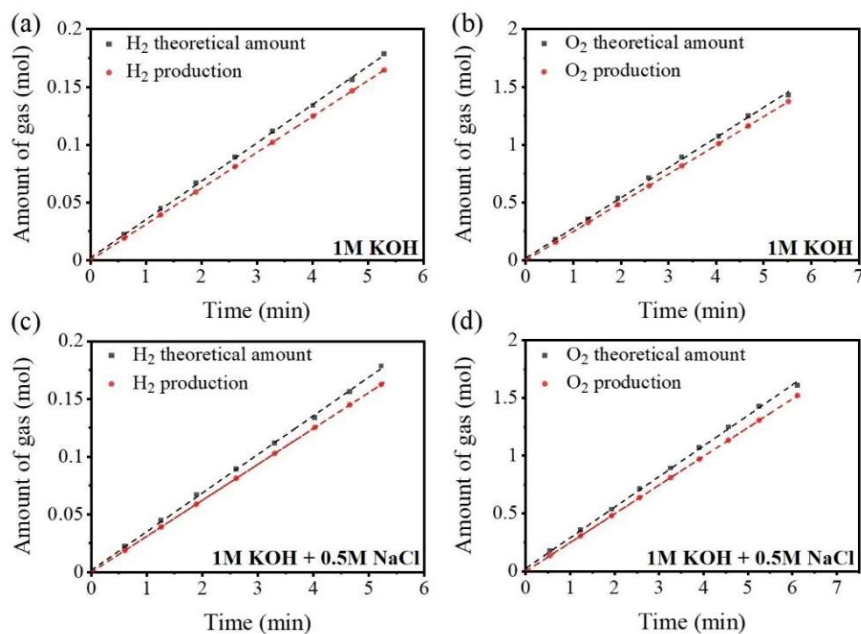 (a)
H₂ theoretical amount
H₂ production
1M KOH
Amount of gas (mol)
0.2
0.15
0.1
0.05
0
0 1 2 3 4 5 6
Time (min)
(b)
O₂ theoretical amount
O₂ production
1M KOH
Amount of gas (mol)
2
1.5
1
0.5
0
0 1 2 3 4 5 6 7
Time (min)
(c)
H₂ theoretical amount
H₂ production
1M KOH + 0.5M NaCl
Amount of gas (mol)
0.2
0.15
0.1
0.05
0
0 1 2 3 4 5 6
Time (min)
(d)
O₂ theoretical amount
O₂ production
1M KOH + 0.5M NaCl
Amount of gas (mol)
2
1.5
1
0.5
0
0 1 2 3 4 5 6 7
Time (min)